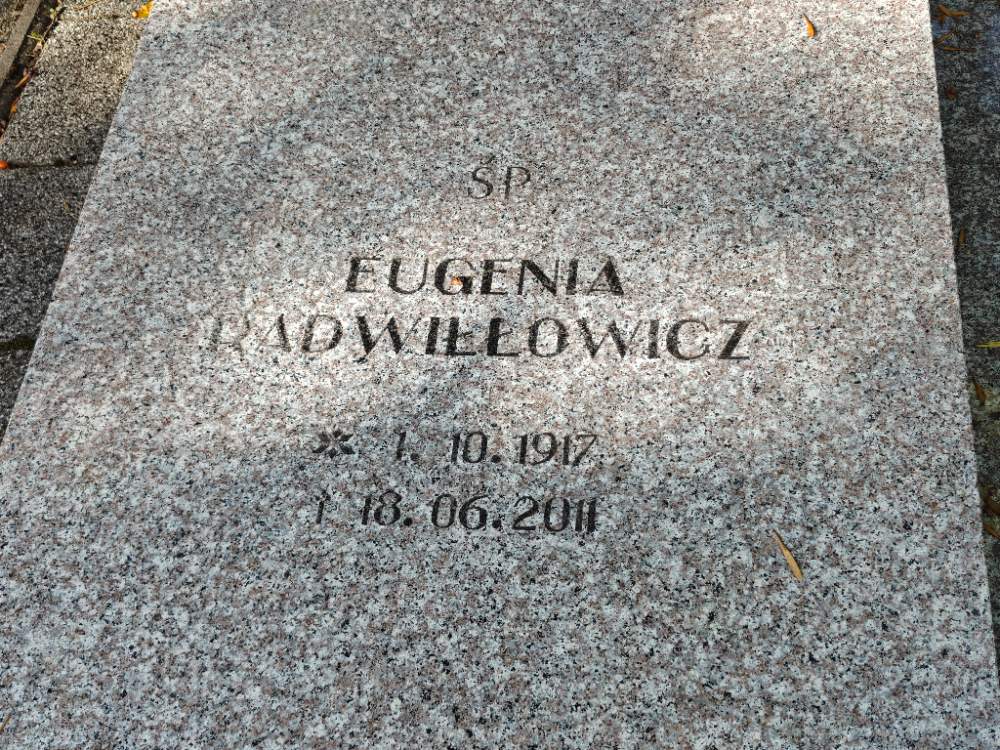 ŚP
EUGENIA
RADWIŁŁOWICZ
* 1. 10.1917
† 18.06.2011